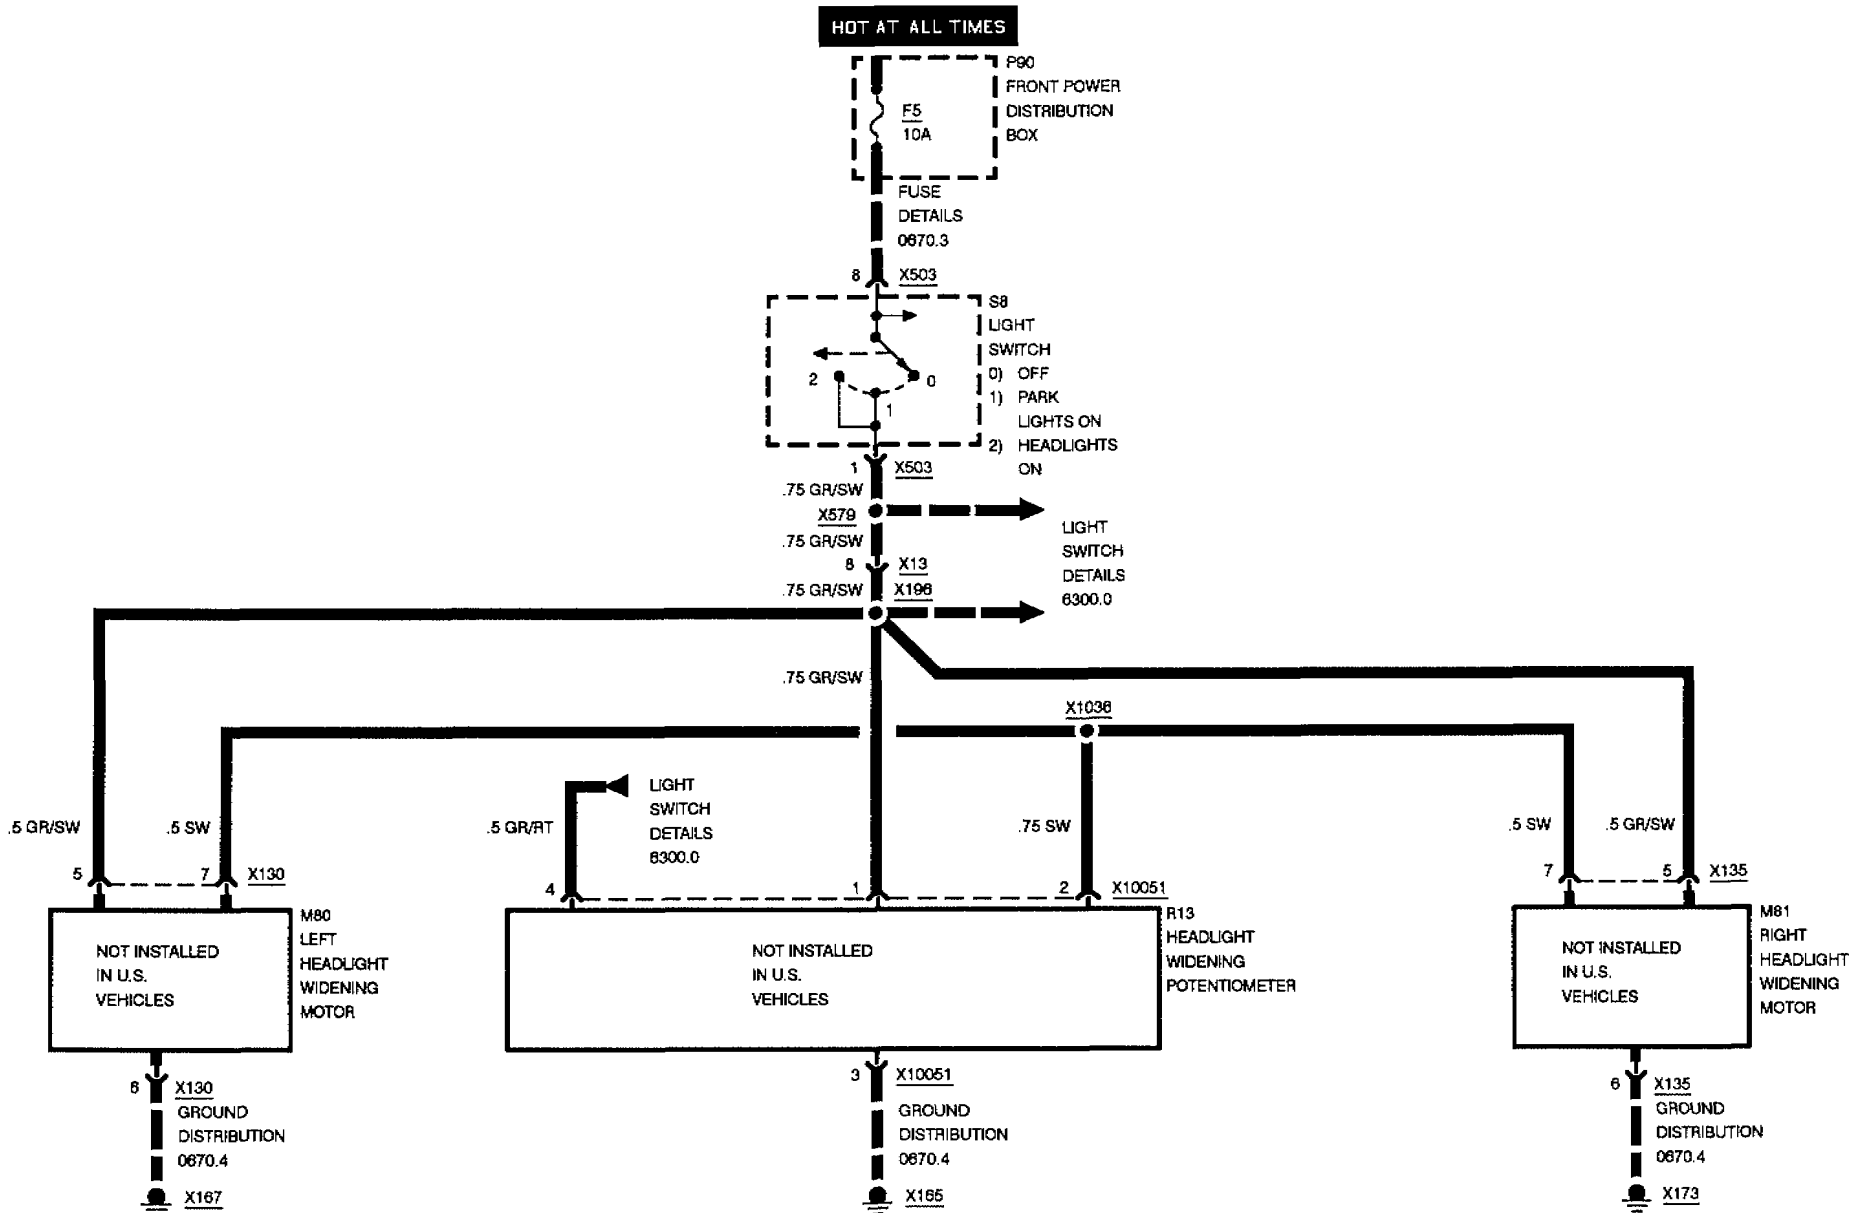 HOT AT ALL TIMES
P90
FRONT POWER
DISTRIBUTION
BOX
F5
10A
FUSE
DETAILS
0670.3
8
X503
S8
LIGHT
SWITCH
0) OFF
1) PARK
LIGHTS ON
2) HEADLIGHTS
ON
2
0
1
1
X503
.75 GR/SW
X579
.75 GR/SW
LIGHT
SWITCH
DETAILS
6300.0
8
X13
.75 GR/SW
X196
.75 GR/SW
X1036
LIGHT
SWITCH
DETAILS
6300.0
.5 GR/SW
.5 SW
.5 GR/RT
.75 SW
.5 SW
.5 GR/SW
5
7
X130
4
1
2
X10051
7
5
X135
M80
LEFT
HEADLIGHT
WIDENING
MOTOR
NOT INSTALLED
IN U.S.
VEHICLES
R13
HEADLIGHT
WIDENING
POTENTIOMETER
NOT INSTALLED
IN U.S.
VEHICLES
M81
RIGHT
HEADLIGHT
WIDENING
MOTOR
NOT INSTALLED
IN U.S.
VEHICLES
6
X130
GROUND
DISTRIBUTION
0670.4
X167
3
X10051
GROUND
DISTRIBUTION
0670.4
X165
6
X135
GROUND
DISTRIBUTION
0670.4
X173